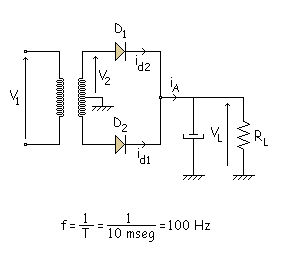 D1
id2
V1
V2
iA
D2
id1
VL
RL
f = 1/T = 1/10 mseg = 100 Hz